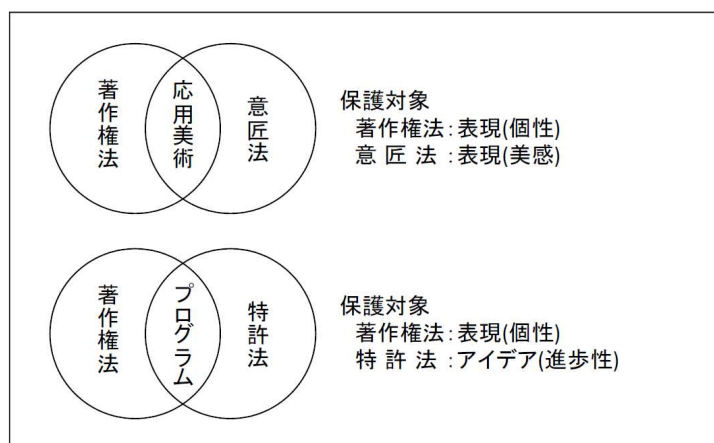 著作権法
応用美術
意匠法
保護対象
著作権法：表現(個性)
意 匠 法 ：表現(美感)
著作権法
プログラム
特許法
保護対象
著作権法：表現(個性)
特 許 法 ：アイデア(進歩性)